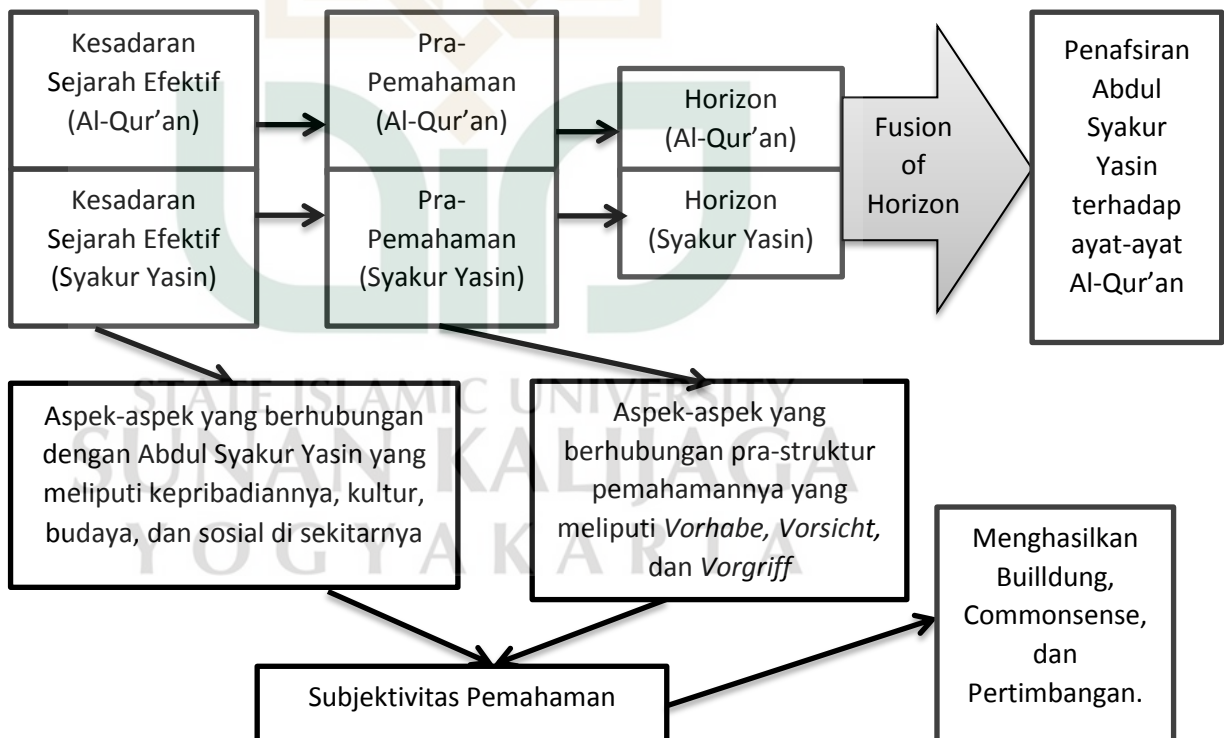 Kesadaran
Sejarah Efektif
(Al-Qur’an)
Pra-
Pemahaman
(Al-Qur’an)
Horizon
(Al-Qur’an)
Kesadaran
Sejarah Efektif
(Syakur Yasin)
Pra-
Pemahaman
(Syakur Yasin)
Horizon
(Syakur Yasin)
Fusion
of
Horizon
Penafsiran
Abdul
Syakur
Yasin
terhadap
ayat-ayat
Al-Qur’an
Aspek-aspek yang berhubungan
dengan Abdul Syakur Yasin yang
meliputi kepribadiannya, kultur,
budaya, dan sosial di sekitarnya
Aspek-aspek yang
berhubungan pra-struktur
pemahamannya yang
meliputi Vorhabe, Vorsicht,
dan Vorgriff
Subjektivitas Pemahaman
Menghasilkan
Builldung,
Commonsense,
dan
Pertimbangan.
STATE ISLAMIC UNIVERSITY
SUNAN KALIJAGA
YOGYAKARTA